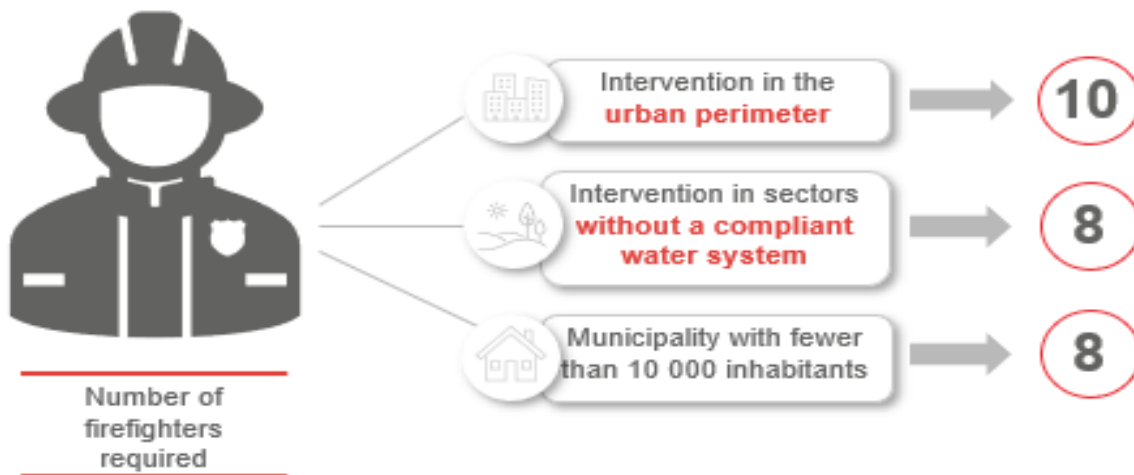 Intervention in the
urban perimeter
10
Intervention in sectors
without a compliant
water system
8
Municipality with fewer
than 10 000 inhabitants
8
Number of
firefighters
required